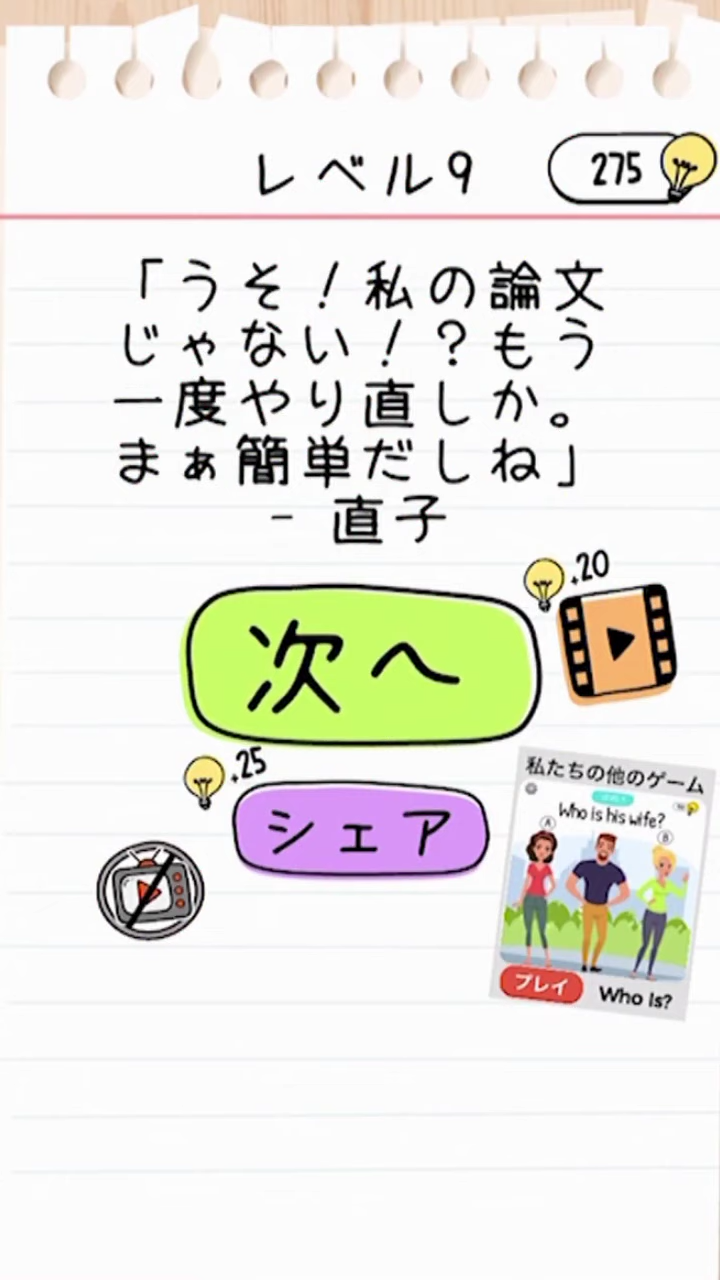 レベル9
275
「うそ！私の論文
じゃない！？もう
一度やり直しか。
まぁ簡単だしね」
- 直子
+20
次へ
+25
シェア
私たちの他のゲーム
Who is his wife?
A
B
プレイ
Who Is?